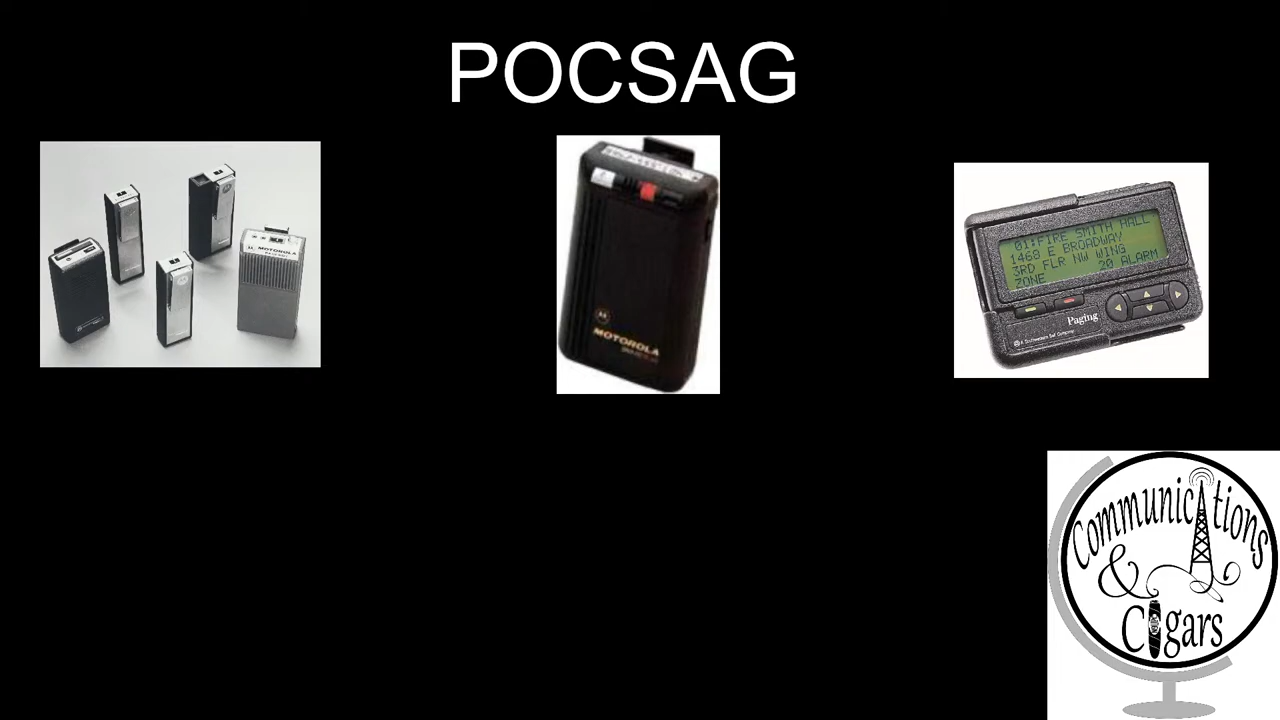 POCSAG
MOTOROLA
MOTOROLA
01:FIRE SMITH HALL
1468 E BROADWAY
3RD FLR NW WING
20 ALARM
ZONE
Paging
Communications
&
Cigars